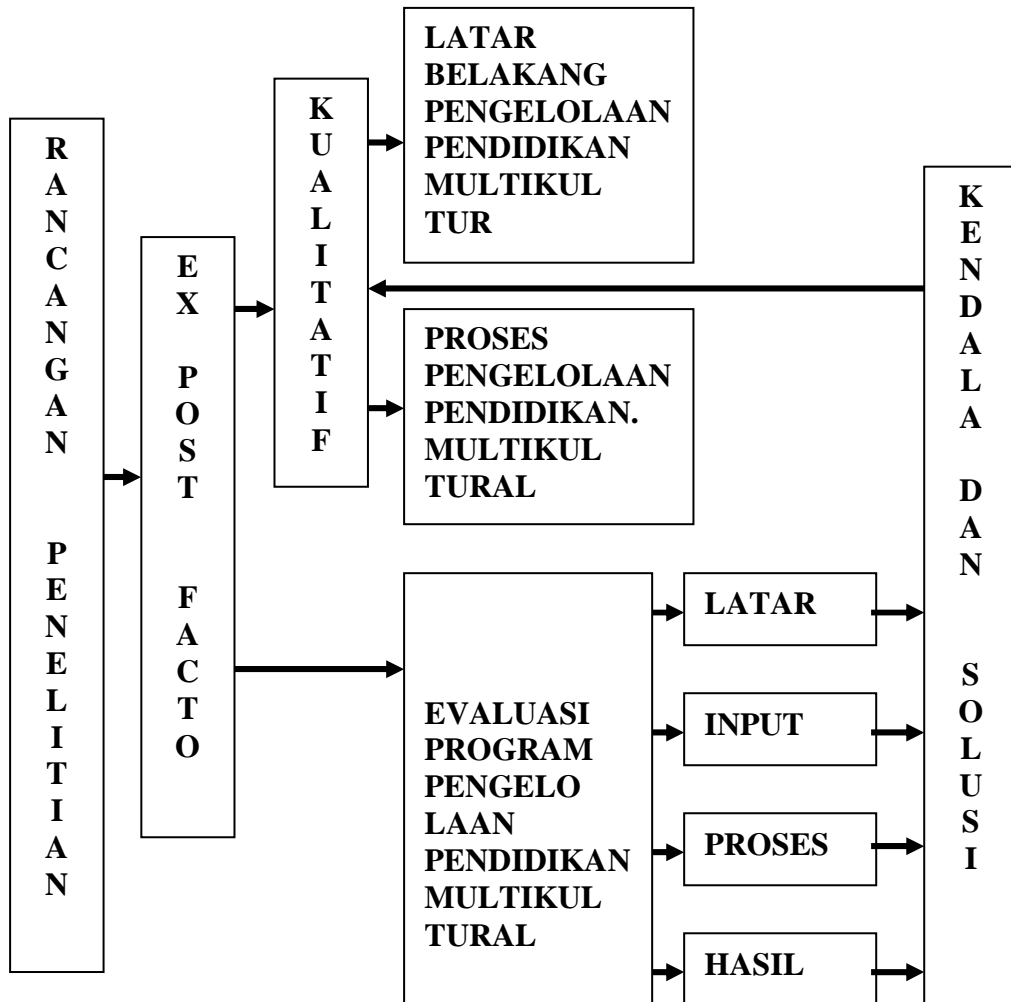 RANCANGAN PENELITIAN
EX POST FACTO
KUALITATIF
LATAR
BELAKANG
PENGELOLAAN
PENDIDIKAN
MULTIKUL
TUR
PROSES
PENGELOLAAN
PENDIDIKAN.
MULTIKUL
TURAL
EVALUASI
PROGRAM
PENGELO
LAAN
PENDIDIKAN
MULTIKUL
TURAL
LATAR
INPUT
PROSES
HASIL
KENDALA DAN SOLUSI